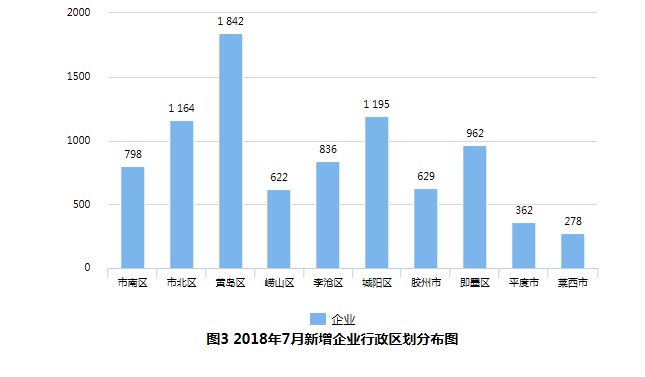 2000
1500
1000
500
0
798
1 164
1 842
622
836
1 195
629
962
362
278
市南区
市北区
黄岛区
崂山区
李沧区
城阳区
胶州市
即墨区
平度市
莱西市
企业
图3 2018年7月新增企业行政区划分布图